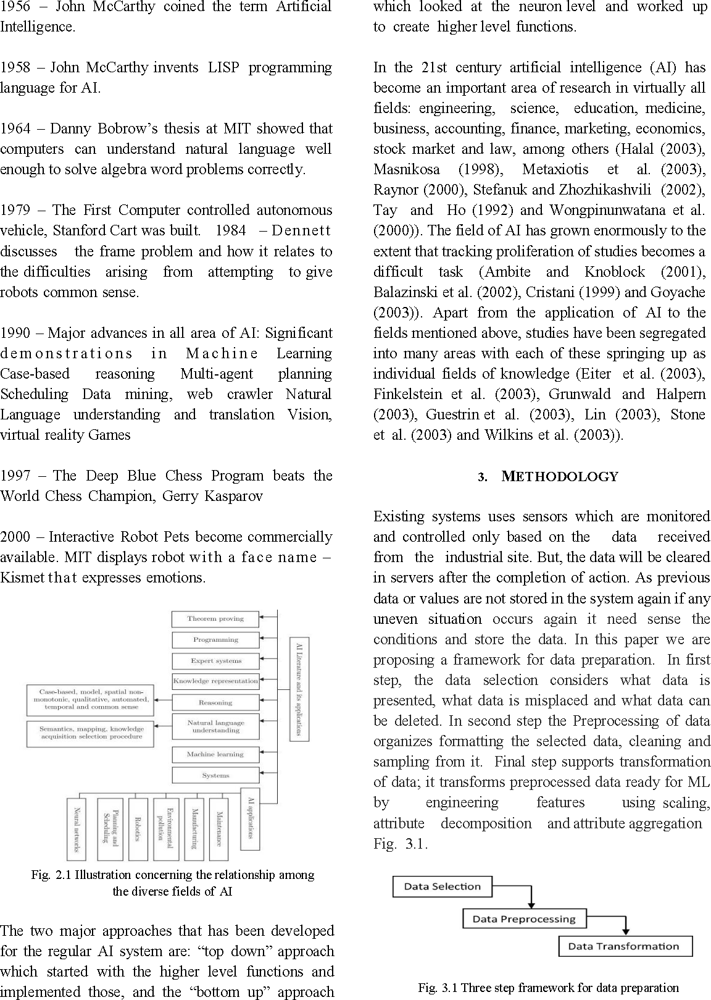 1956 – John McCarthy coined the term Artificial
Intelligence.
1958 – John McCarthy invents LISP programming
language for AI.
1964 – Danny Bobrow’s thesis at MIT showed that
computers can understand natural language well
enough to solve algebra word problems correctly.
1979 – The First Computer controlled autonomous
vehicle, Stanford Cart was built. 1984 – Dennett
discusses the frame problem and how it relates to
the difficulties arising from attempting to give
robots common sense.
1990 – Major advances in all area of AI: Significant
demonstrations in Machine Learning
Case-based reasoning Multi-agent planning
Scheduling Data mining, web crawler Natural
Language understanding and translation Vision,
virtual reality Games
1997 – The Deep Blue Chess Program beats the
World Chess Champion, Gerry Kasparov
2000 – Interactive Robot Pets become commercially
available. MIT displays robot with a face name –
Kismet that expresses emotions.
Theorem proving
Programming
Expert systems
Knowledge representation
Reasoning
Natural language
understanding
Machine learning
Systems
Case-based, model, spatial non-
monotonic, qualitative, automated,
temporal and common sense
Semantics, mapping, knowledge
acquisition selection procedure
AI Literature and its applications
Neural networks
Planning and
Scheduling
Robotics
Environmental
pollution
Manufacturing
Maintenance
AI applications
Fig. 2.1 Illustration concerning the relationship among
the diverse fields of AI
The two major approaches that has been developed
for the regular AI system are: “top down” approach
which started with the higher level functions and
implemented those, and the “bottom up” approach
which looked at the neuron level and worked up
to create higher level functions.
In the 21st century artificial intelligence (AI) has
become an important area of research in virtually all
fields: engineering, science, education, medicine,
business, accounting, finance, marketing, economics,
stock market and law, among others (Halal (2003),
Masnikosa (1998), Metaxiotis et al. (2003),
Raynor (2000), Stefanuk and Zhozhikashvili (2002),
Tay and Ho (1992) and Wongpinunwatana et al.
(2000)). The field of AI has grown enormously to the
extent that tracking proliferation of studies becomes a
difficult task (Ambite and Knoblock (2001),
Balazinski et al. (2002), Cristani (1999) and Goyache
(2003)). Apart from the application of AI to the
fields mentioned above, studies have been segregated
into many areas with each of these springing up as
individual fields of knowledge (Eiter et al. (2003),
Finkelstein et al. (2003), Grunwald and Halpern
(2003), Guestrin et al. (2003), Lin (2003), Stone
et al. (2003) and Wilkins et al. (2003)).
3. METHODOLOGY
Existing systems uses sensors which are monitored
and controlled only based on the data received
from the industrial site. But, the data will be cleared
in servers after the completion of action. As previous
data or values are not stored in the system again if any
uneven situation occurs again it need sense the
conditions and store the data. In this paper we are
proposing a framework for data preparation. In first
step, the data selection considers what data is
presented, what data is misplaced and what data can
be deleted. In second step the Preprocessing of data
organizes formatting the selected data, cleaning and
sampling from it. Final step supports transformation
of data; it transforms preprocessed data ready for ML
by engineering features using scaling,
attribute decomposition and attribute aggregation
Fig. 3.1.
Data Selection
Data Preprocessing
Data Transformation
Fig. 3.1 Three step framework for data preparation